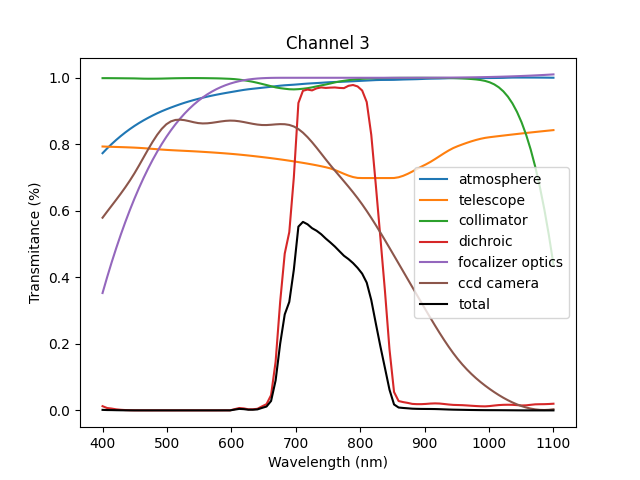 Channel 3
Transmitance (%)
1.0
0.8
0.6
0.4
0.2
0.0
atmosphere
telescope
collimator
dichroic
focalizer optics
ccd camera
total
400 500 600 700 800 900 1000 1100
Wavelength (nm)